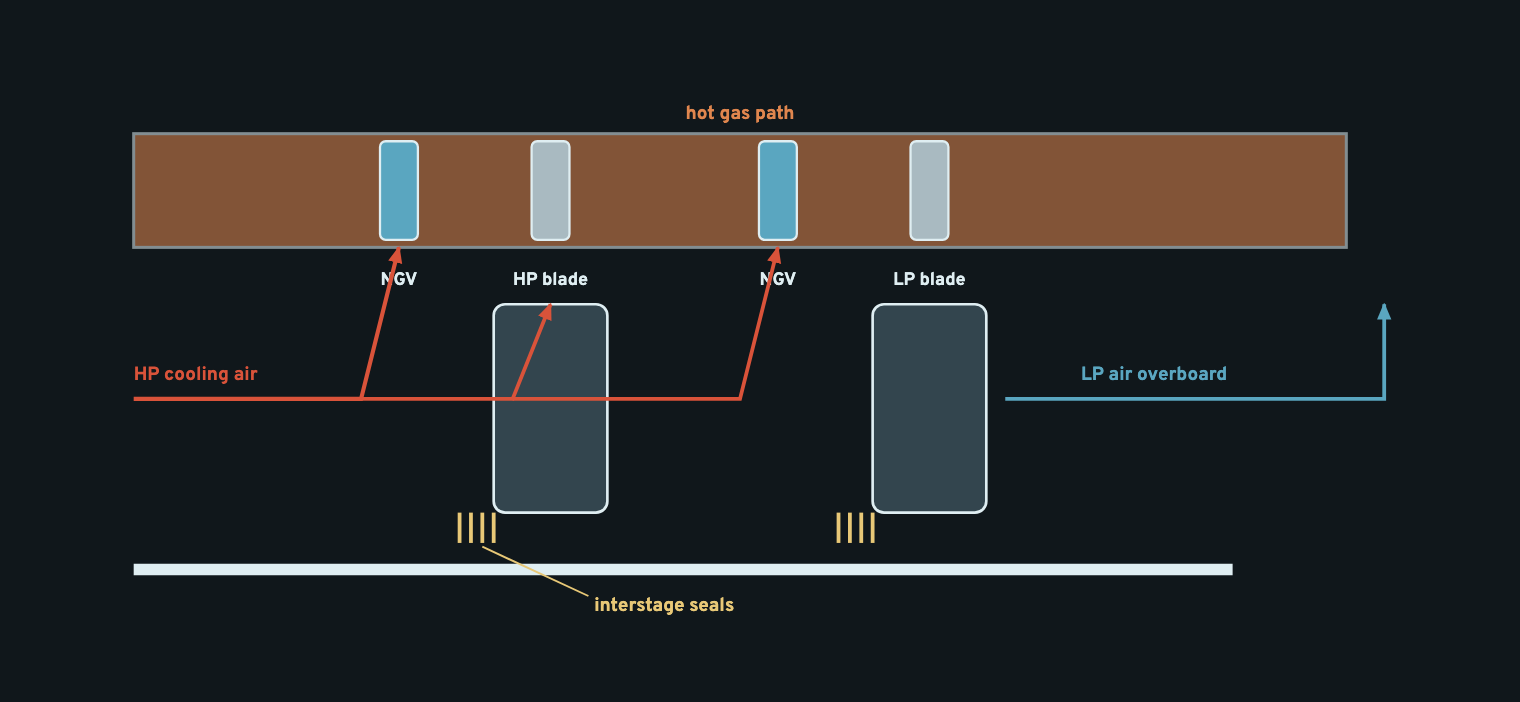 hot gas path
NGV
HP blade
NGV
LP blade
HP cooling air
LP air overboard
interstage seals